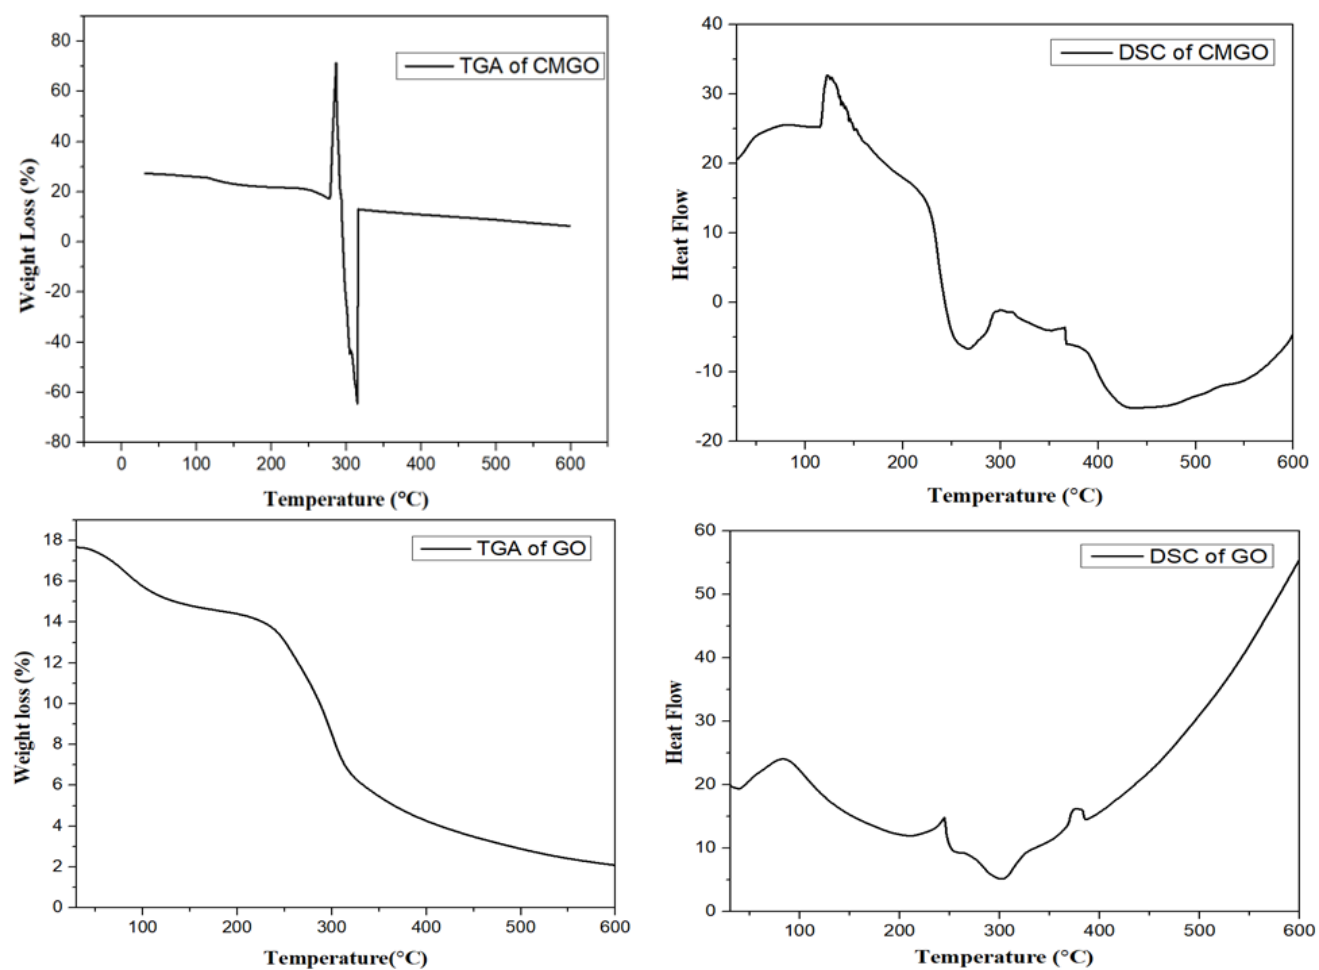 TGA of CMGO
80
60
40
20
0
-20
-40
-60
-80
Weight Loss (%)
0 100 200 300 400 500 600
Temperature (°C)
DSC of CMGO
40
30
20
10
0
-10
-20
Heat Flow
100 200 300 400 500 600
Temperature (°C)
TGA of GO
18
16
14
12
10
8
6
4
2
0
Weight loss (%)
100 200 300 400 500 600
Temperature(°C)
DSC of GO
60
50
40
30
20
10
0
Heat Flow
100 200 300 400 500 600
Temperature (°C)